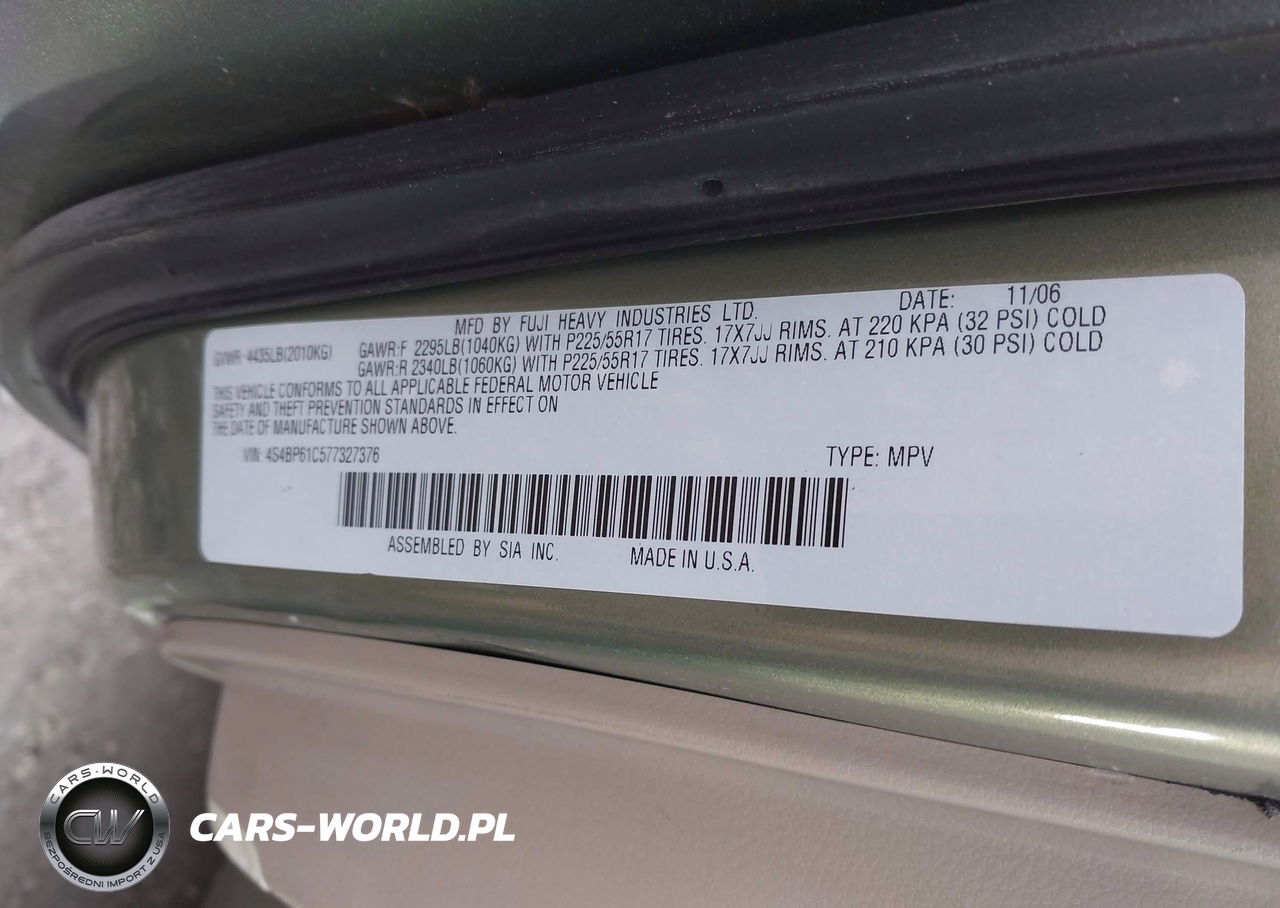 MFD BY FUJI HEAVY INDUSTRIES LTD. DATE: 11/06
GVWR: 4435LB(2010KG) GAWR:F 2295LB(1040KG) WITH P225/55R17 TIRES. 17X7JJ RIMS. AT 220 KPA (32 PSI) COLD
GAWR:R 2340LB(1060KG) WITH P225/55R17 TIRES. 17X7JJ RIMS. AT 210 KPA (30 PSI) COLD
THIS VEHICLE CONFORMS TO ALL APPLICABLE FEDERAL MOTOR VEHICLE
SAFETY AND THEFT PREVENTION STANDARDS IN EFFECT ON
THE DATE OF MANUFACTURE SHOWN ABOVE.
VIN: 4S4BP61C577327376 TYPE: MPV
ASSEMBLED BY SIA INC. MADE IN U.S.A.
CARS-WORLD
CW
BEZPOŚREDNI IMPORT Z USA
CARS-WORLD.PL